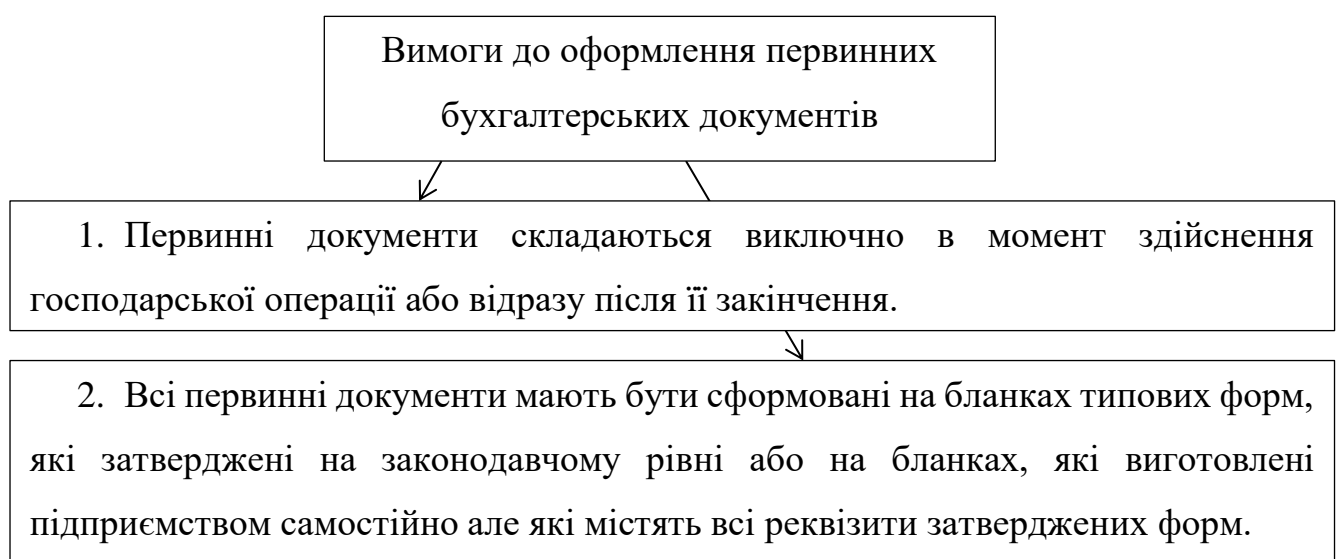 Вимоги до оформлення первинних
бухгалтерських документів
1. Первинні документи складаються виключно в момент здійснення
господарської операції або відразу після її закінчення.
2. Всі первинні документи мають бути сформовані на бланках типових форм,
які затверджені на законодавчому рівні або на бланках, які виготовлені
підприємством самостійно але які містять всі реквізити затверджених форм.